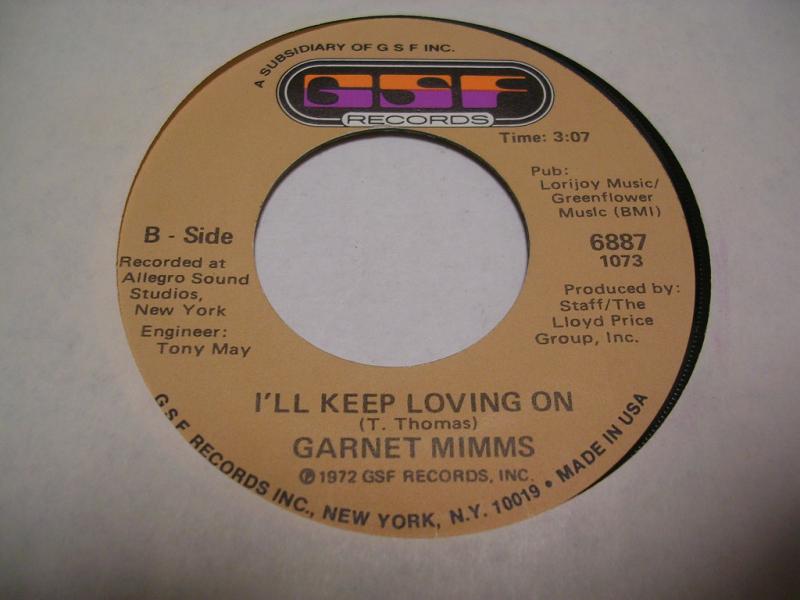 A SUBSIDIARY OF G S F INC.
GSF
RECORDS
Time: 3:07
Pub:
Lorijoy Music/
Greenflower
Music (BMI)
B - Side
6887
1073
Recorded at
Allegro Sound
Studios,
New York
Engineer:
Tony May
Produced by:
Staff/The
Lloyd Price
Group, Inc.
I'LL KEEP LOVING ON
(T. Thomas)
GARNET MIMMS
℗ 1972 GSF RECORDS, INC.
G.S.F RECORDS INC., NEW YORK, N.Y. 10019 • MADE IN USA